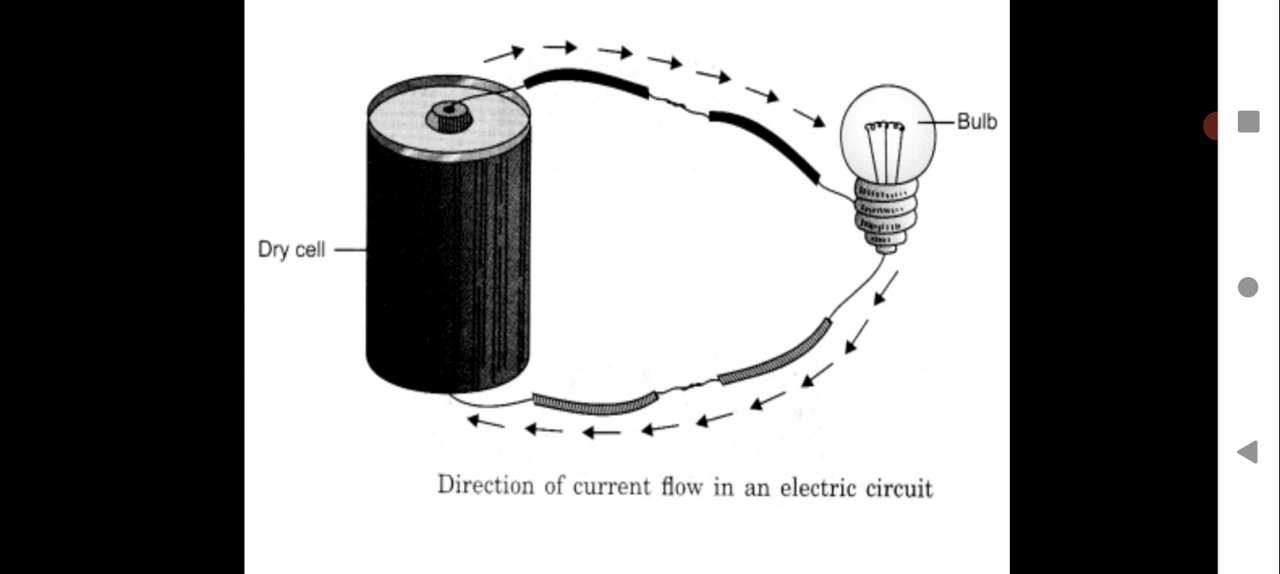 Bulb
Dry cell
Direction of current flow in an electric circuit